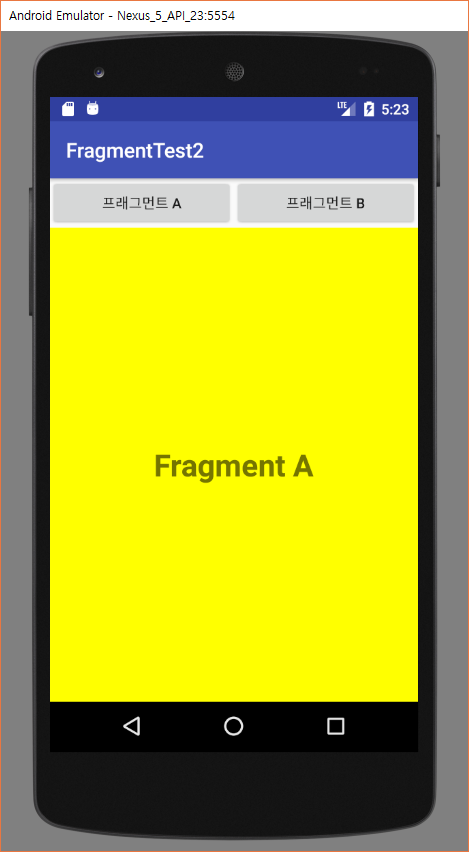 Android Emulator - Nexus_5_API_23:5554
LTE 5:23
FragmentTest2
프래그먼트 A 프래그먼트 B
Fragment A